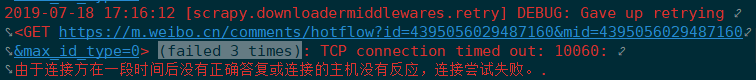 2019-07-18 17:16:12 [scrapy.downloadermiddlewares.retry] DEBUG: Gave up retrying
<GET https://m.weibo.cn/comments/hotflow?id=4395056029487160&mid=4395056029487160
&max_id_type=0> (failed 3 times): TCP connection timed out: 10060:
由于连接方在一段时间后没有正确答复或连接的主机没有反应，连接尝试失败。.